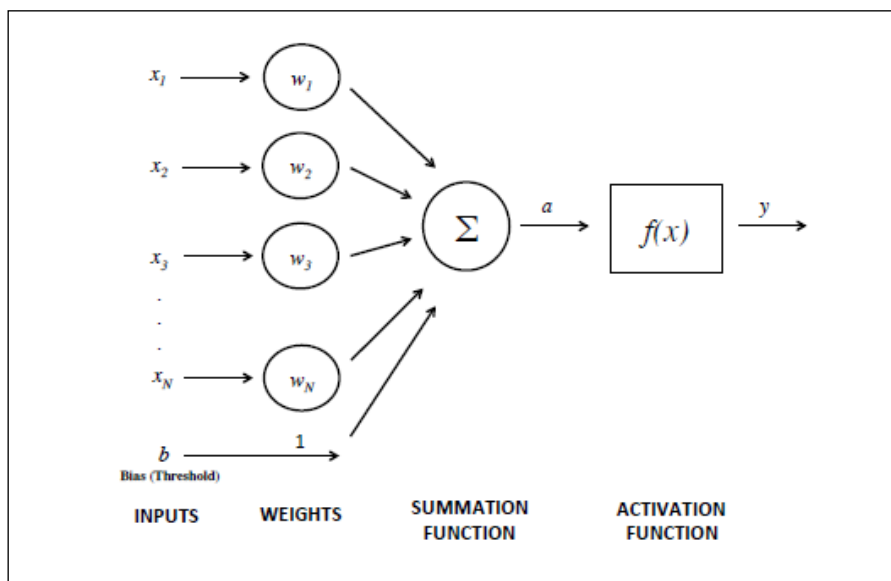 x1 w1
x2 w2
x3 w3
Σ a f(x) y
.
.
.
xN wN
b 1
Bias (Threshold)
INPUTS WEIGHTS SUMMATION FUNCTION ACTIVATION FUNCTION